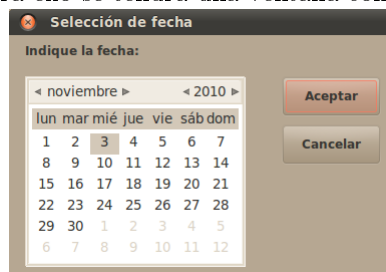 Selección de fecha
Indique la fecha:
noviembre 2010
lun mar mié jue vie sáb dom
1 2 3 4 5 6 7
8 9 10 11 12 13 14
15 16 17 18 19 20 21
22 23 24 25 26 27 28
29 30 1 2 3 4 5
6 7 8 9 10 11 12
Aceptar
Cancelar